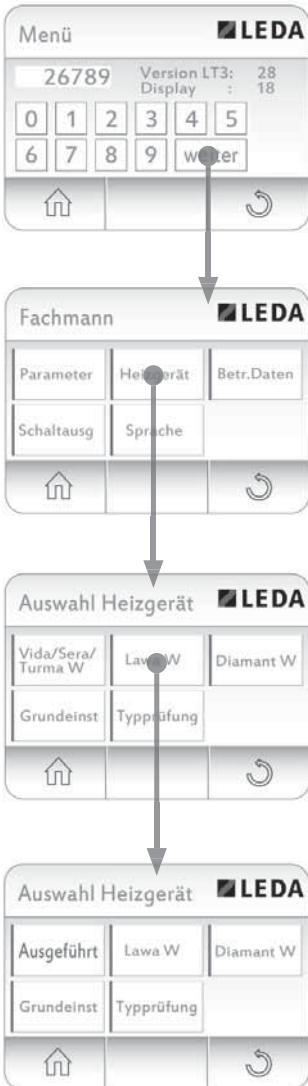 Menü LEDA
26789 Version LT3: 28
Display : 18
0 1 2 3 4 5
6 7 8 9 weiter
Fachmann LEDA
Parameter Heizgerät Betr.Daten
Schaltausg Sprache
Auswahl Heizgerät LEDA
Vida/Sera/
Turma W Lawa W Diamant W
Grundeinst Typprüfung
Auswahl Heizgerät LEDA
Ausgeführt Lawa W Diamant W
Grundeinst Typprüfung